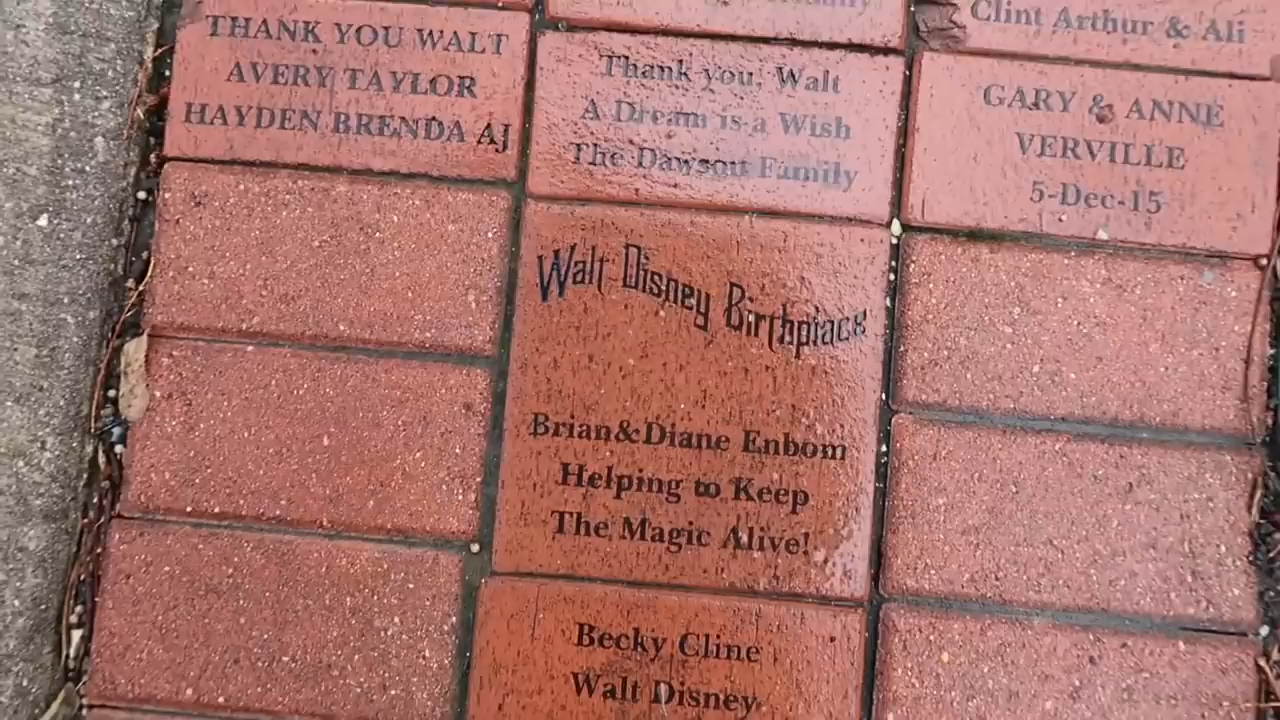 THANK YOU WALT
AVERY TAYLOR
HAYDEN BRENDA AJ
Thank you, Walt
A Dream is a Wish
The Dawson Family
Clint Arthur & Ali
GARY & ANNE
VERVILLE
5-Dec-15
Walt Disney Birthplace
Brian&Diane Enbom
Helping to Keep
The Magic Alive!
Becky Cline
Walt Disney